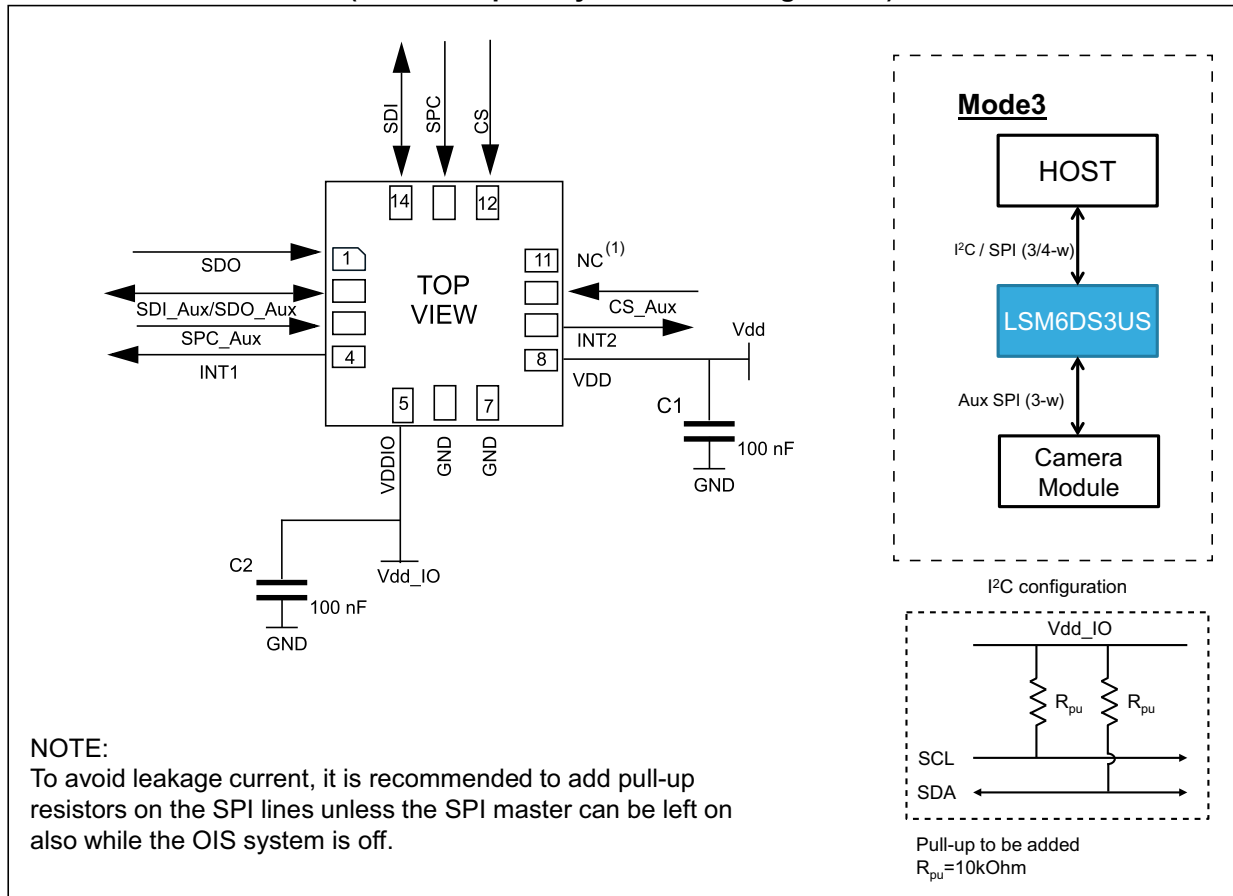 SDI
SPC
CS
14
12
1
11
NC(1)
SDO
TOP
VIEW
SDI_Aux/SDO_Aux
CS_Aux
SPC_Aux
INT2
Vdd
4
8
INT1
VDD
5
7
C1
100 nF
GND
VDDIO
GND
GND
C2
Vdd_IO
100 nF
GND
NOTE:
To avoid leakage current, it is recommended to add pull-up
resistors on the SPI lines unless the SPI master can be left on
also while the OIS system is off.
Mode3
HOST
I²C / SPI (3/4-w)
LSM6DS3US
Aux SPI (3-w)
Camera
Module
I²C configuration
Vdd_IO
Rpu
Rpu
SCL
SDA
Pull-up to be added
Rpu=10kOhm